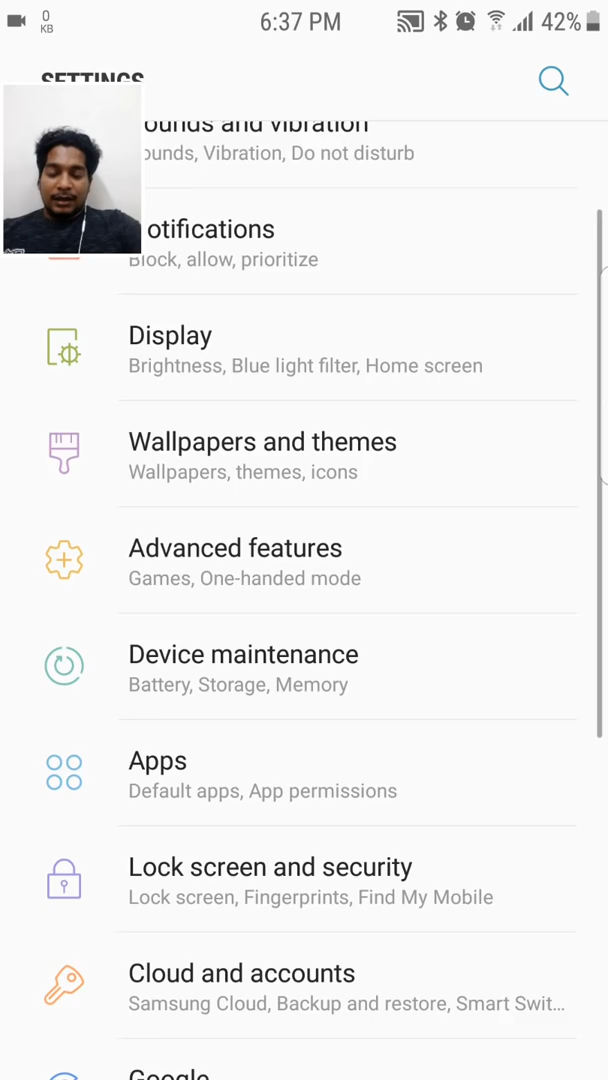 0
KB
6:37 PM
42%
SETTINGS
ounds and vibration
ounds, Vibration, Do not disturb
otifications
Block, allow, prioritize
Display
Brightness, Blue light filter, Home screen
Wallpapers and themes
Wallpapers, themes, icons
Advanced features
Games, One-handed mode
Device maintenance
Battery, Storage, Memory
Apps
Default apps, App permissions
Lock screen and security
Lock screen, Fingerprints, Find My Mobile
Cloud and accounts
Samsung Cloud, Backup and restore, Smart Swit...
Google